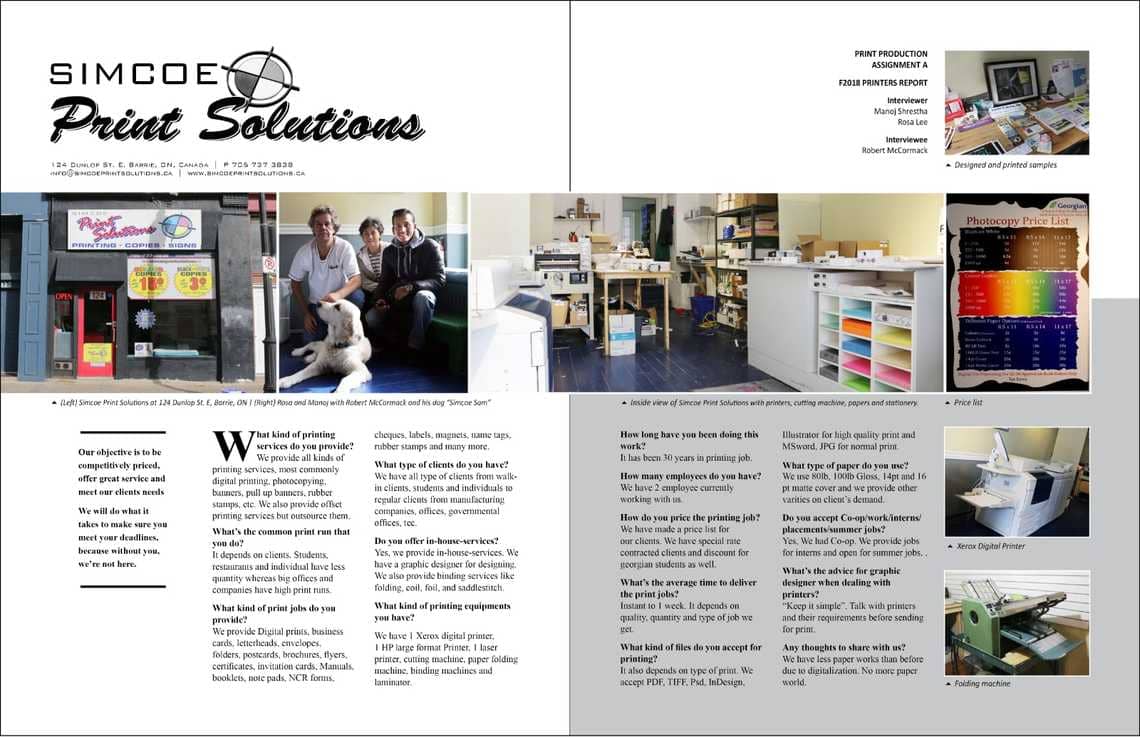 SIMCOE
Print Solutions
124 Dunlop St. E. Barrie, ON, Canada | P 705 737 3838
info@simcoeprintsolutions.ca | www.simcoeprintsolutions.ca
PRINT PRODUCTION
ASSIGNMENT A
F2018 PRINTERS REPORT
Interviewer
Manoj Shrestha
Rosa Lee
Interviewee
Robert McCormack
Designed and printed samples
SIMCOE
Print Solutions
PRINTING - COPIES - SIGNS
COPIES
COPIES
OPEN
124
Georgian
Photocopy Price List
8.5 x 11 8.5 x 14 11 x 17
8.5 x 11 8.5 x 14 11 x 17
(Left) Simcoe Print Solutions at 124 Dunlop St. E, Barrie, ON | (Right) Rosa and Manoj with Robert McCormack and his dog "Simcoe Sam"
Inside view of Simcoe Print Solutions with printers, cutting machine, papers and stationery.
Price list
Our objective is to be
competitively priced,
offer great service and
meet our clients needs
We will do what it
takes to make sure you
meet your deadlines,
because without you,
we're not here.
What kind of printing
services do you provide?
We provide all kinds of
printing services, most commonly
digital printing, photocopying,
banners, pull up banners, rubber
stamps, etc. We also provide offset
printing services but outsource them.
What's the common print run that
you do?
It depends on clients. Students,
restaurants and individual have less
quantity whereas big offices and
companies have high print runs.
What kind of print jobs do you
provide?
We provide Digital prints, business
cards, letterheads, envelopes,
folders, postcards, brochures, flyers,
certificates, invitation cards, Manuals,
booklets, note pads, NCR forms,
cheques, labels, magnets, name tags,
rubber stamps and many more.
What type of clients do you have?
We have all type of clients from walk-
in clients, students and individuals to
regular clients from manufacturing
companies, offices, governmental
offices, tec.
Do you offer in-house-services?
Yes, we provide in-house-services. We
have a graphic designer for designing.
We also provide binding services like
folding, coil, foil, and saddlestitch.
What kind of printing equipments
you have?
We have 1 Xerox digital printer,
1 HP large format Printer, 1 laser
printer, cutting machine, paper folding
machine, binding machines and
laminator.
How long have you been doing this
work?
It has been 30 years in printing job.
How many employees do you have?
We have 2 employee currently
working with us.
How do you price the printing job?
We have made a price list for
our clients. We have special rate
contracted clients and discount for
georgian students as well.
What's the average time to deliver
the print jobs?
Instant to 1 week. It depends on
quality, quantity and type of job we
get.
What kind of files do you accept for
printing?
It also depends on type of print. We
accept PDF, TIFF, Psd, InDesign,
Illustrator for high quality print and
MSword, JPG for normal print.
What type of paper do you use?
We use 80lb, 100lb Gloss, 14pt and 16
pt matte cover and we provide other
varities on client's demand.
Do you accept Co-op/work/interns/
placements/summer jobs?
Yes, We had Co-op. We provide jobs
for interns and open for summer jobs. .
What's the advice for graphic
designer when dealing with
printers?
"Keep it simple". Talk with printers
and their requirements before sending
for print.
Any thoughts to share with us?
We have less paper works than before
due to digitalization. No more paper
world.
Xerox Digital Printer
Folding machine